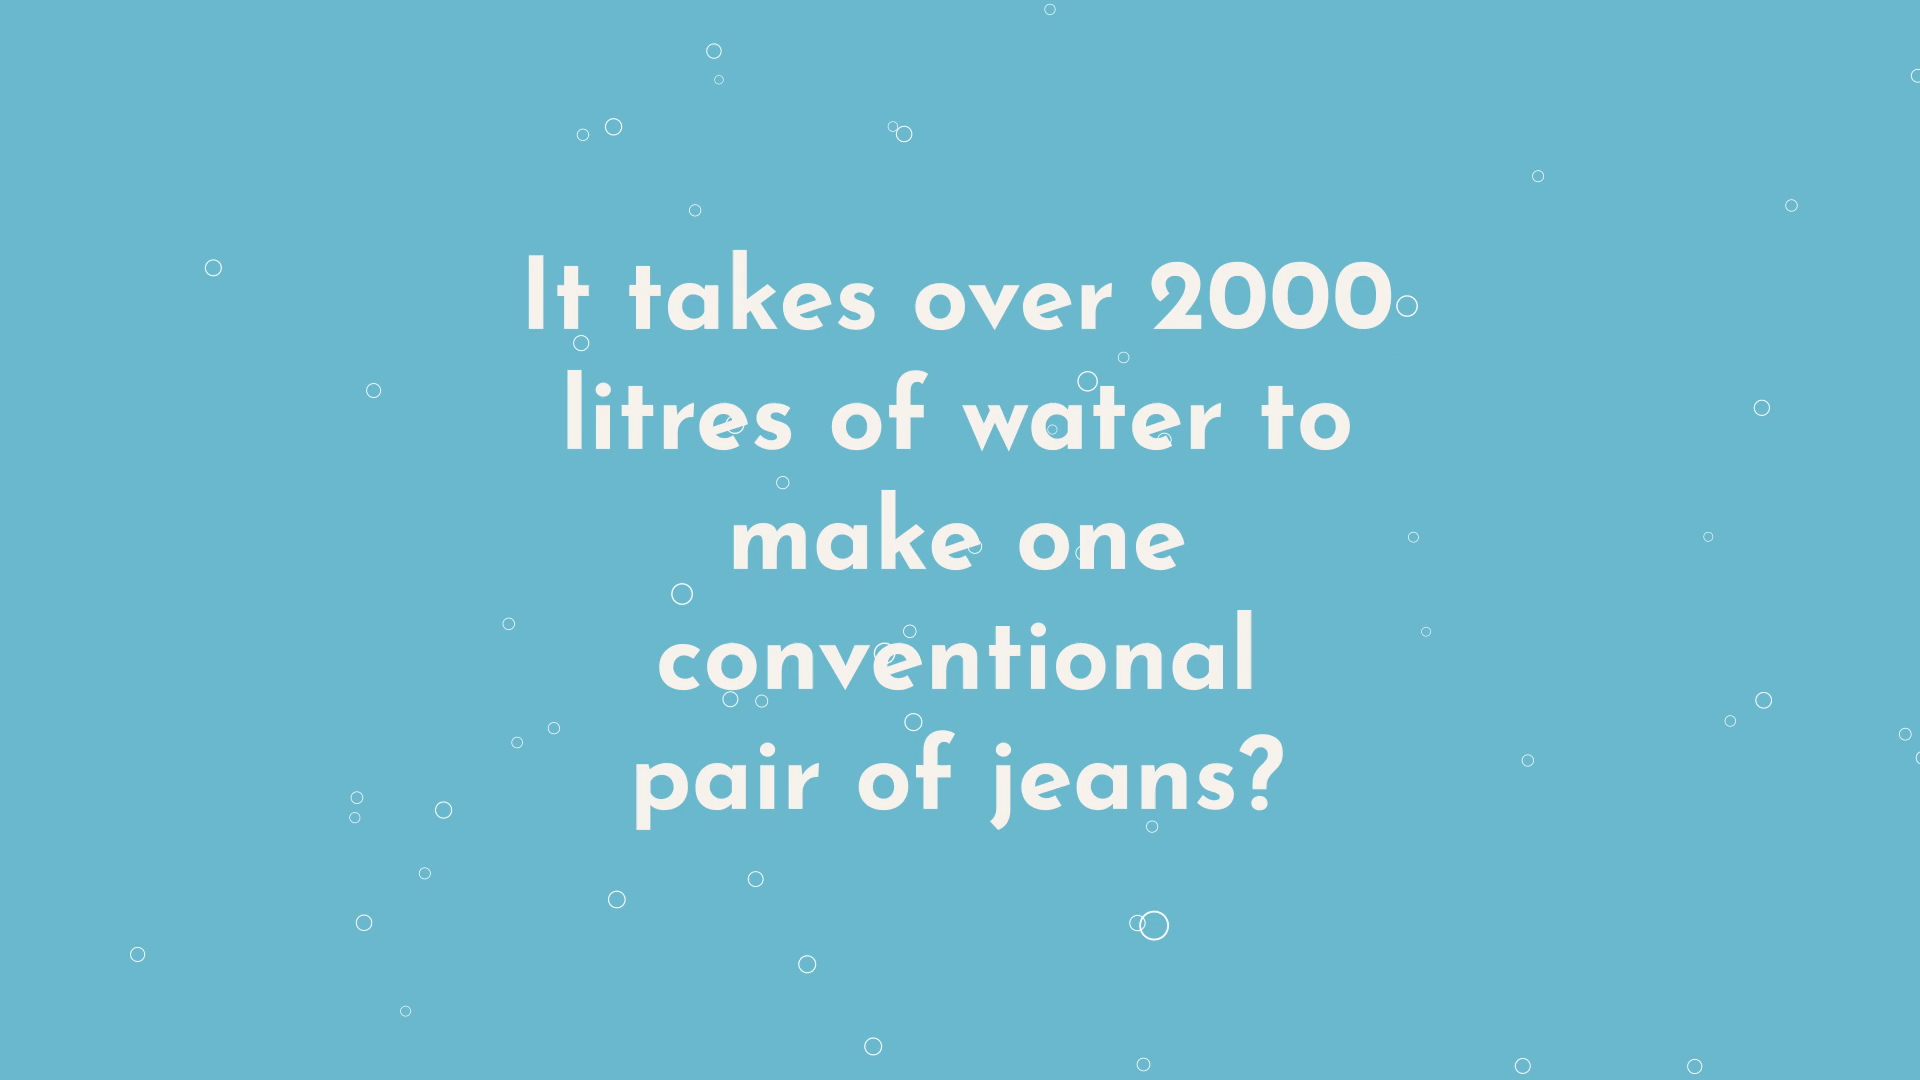 It takes over 2000
litres of water to
make one
conventional
pair of jeans?